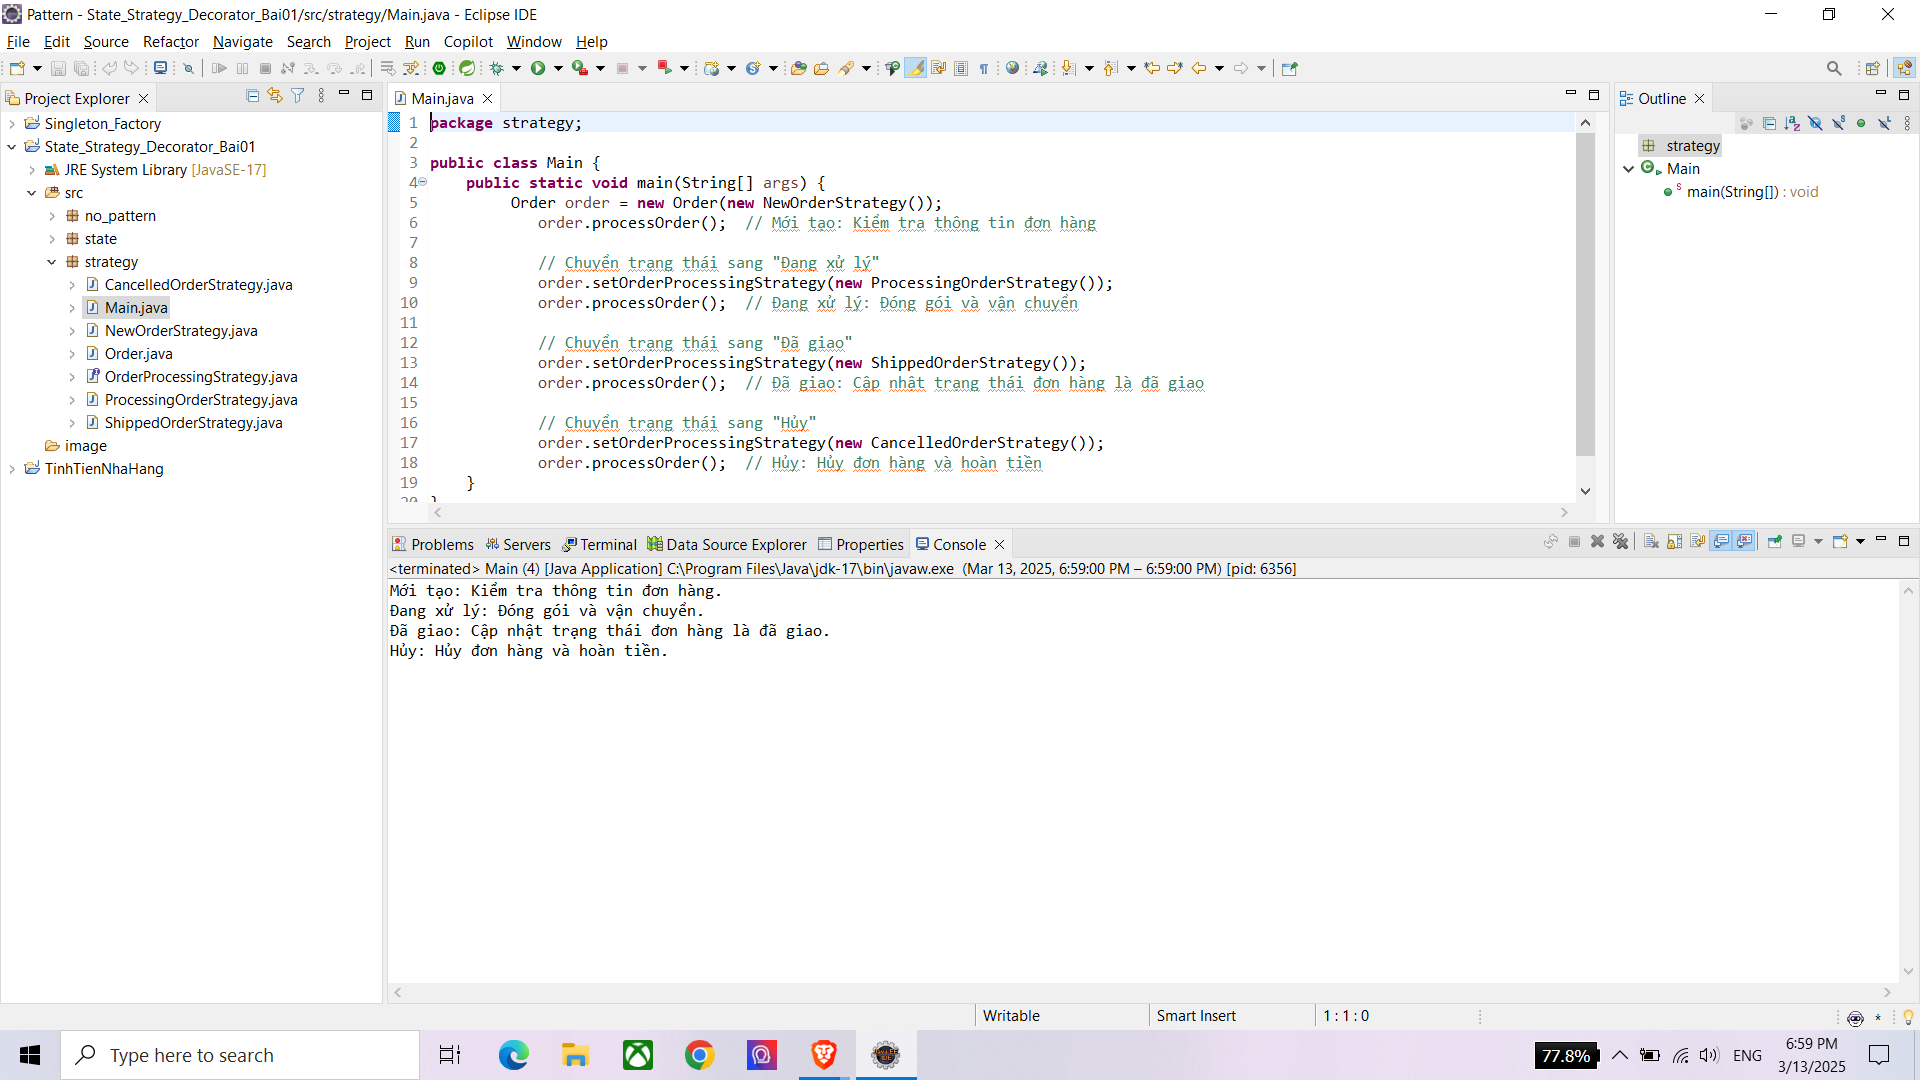 Pattern - State_Strategy_Decorator_Bai01/src/strategy/Main.java - Eclipse IDE
File Edit Source Refactor Navigate Search Project Run Copilot Window Help
Project Explorer
Singleton_Factory
State_Strategy_Decorator_Bai01
JRE System Library [JavaSE-17]
src
no_pattern
state
strategy
CancelledOrderStrategy.java
Main.java
NewOrderStrategy.java
Order.java
OrderProcessingStrategy.java
ProcessingOrderStrategy.java
ShippedOrderStrategy.java
image
TinhTienNhaHang
Main.java
1 package strategy;
2
3 public class Main {
4 public static void main(String[] args) {
5 Order order = new Order(new NewOrderStrategy());
6 order.processOrder(); // Mới tạo: Kiểm tra thông tin đơn hàng
7
8 // Chuyển trạng thái sang "Đang xử lý"
9 order.setOrderProcessingStrategy(new ProcessingOrderStrategy());
10 order.processOrder(); // Đang xử lý: Đóng gói và vận chuyển
11
12 // Chuyển trạng thái sang "Đã giao"
13 order.setOrderProcessingStrategy(new ShippedOrderStrategy());
14 order.processOrder(); // Đã giao: Cập nhật trạng thái đơn hàng là đã giao
15
16 // Chuyển trạng thái sang "Hủy"
17 order.setOrderProcessingStrategy(new CancelledOrderStrategy());
18 order.processOrder(); // Hủy: Hủy đơn hàng và hoàn tiền
19 }
20 }
Outline
strategy
Main
main(String[]) : void
Problems Servers Terminal Data Source Explorer Properties Console
<terminated> Main (4) [Java Application] C:\Program Files\Java\jdk-17\bin\javaw.exe (Mar 13, 2025, 6:59:00 PM – 6:59:00 PM) [pid: 6356]
Mới tạo: Kiểm tra thông tin đơn hàng.
Đang xử lý: Đóng gói và vận chuyển.
Đã giao: Cập nhật trạng thái đơn hàng là đã giao.
Hủy: Hủy đơn hàng và hoàn tiền.
Writable Smart Insert 1 : 1 : 0
Type here to search
77.8%
ENG
6:59 PM
3/13/2025